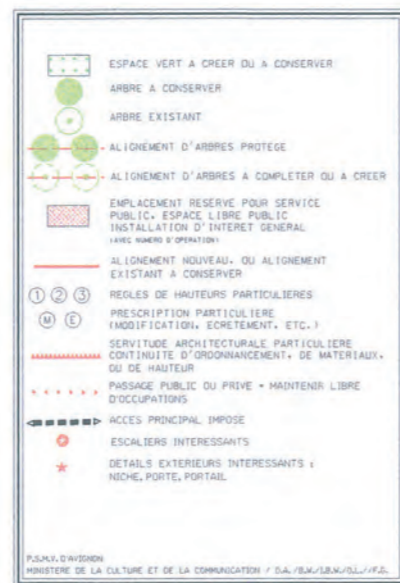 ESPACE VERT A CREER OU A CONSERVER
ARBRE A CONSERVER
ARBRE EXISTANT
ALIGNEMENT D'ARBRES PROTEGE
ALIGNEMENT D'ARBRES A COMPLETER OU A CREER
EMPLACEMENT RESERVE POUR SERVICE
PUBLIC, ESPACE LIBRE PUBLIC
INSTALLATION D'INTERET GENERAL
(AVEC NUMERO D'OPERATION)
ALIGNEMENT NOUVEAU, OU ALIGNEMENT
EXISTANT A CONSERVER
1 2 3 REGLES DE HAUTEURS PARTICULIERES
M E PRESCRIPTION PARTICULIERE
(MODIFICATION, ECRETEMENT, ETC.)
SERVITUDE ARCHITECTURALE PARTICULIERE
CONTINUITE D'ORDONNANCEMENT, DE MATERIAUX,
OU DE HAUTEUR
PASSAGE PUBLIC OU PRIVE - MAINTENIR LIBRE
D'OCCUPATIONS
ACCES PRINCIPAL IMPOSE
ESCALIERS INTERESSANTS
DETAILS EXTERIEURS INTERESSANTS :
NICHE, PORTE, PORTAIL
P.S.M.V. D'AVIGNON
MINISTERE DE LA CULTURE ET DE LA COMMUNICATION /